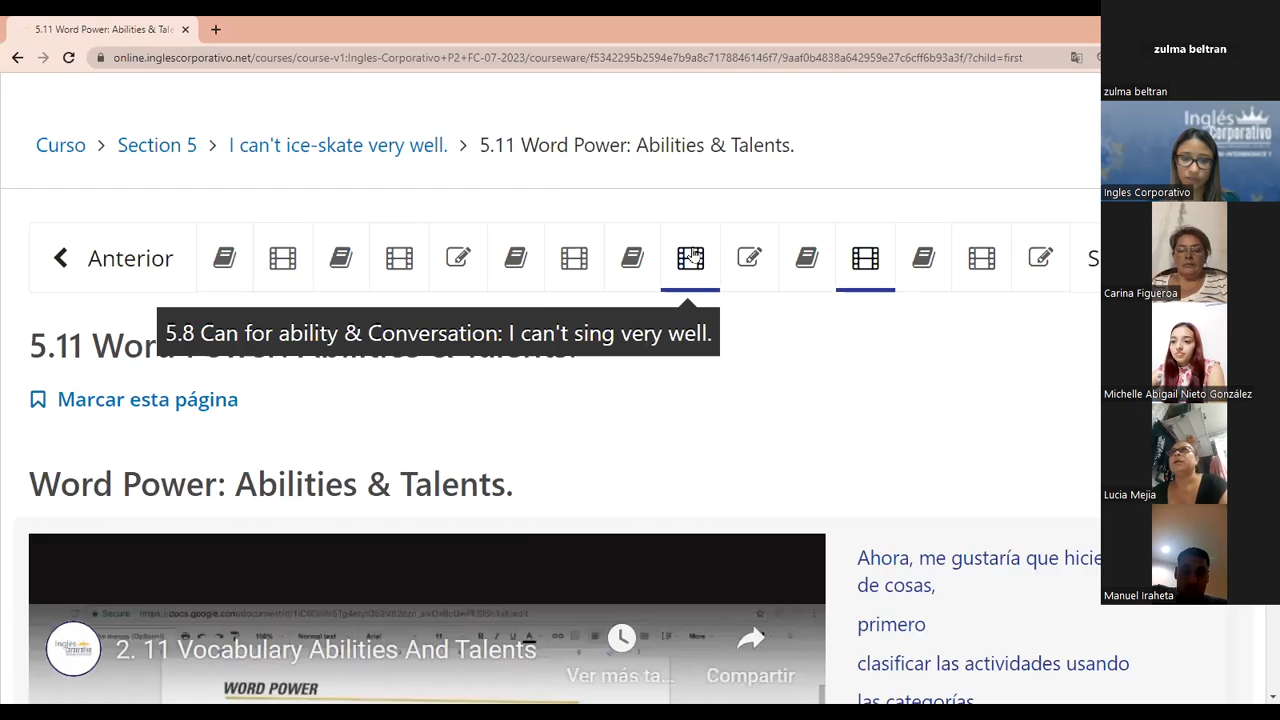 5.11 Word Power: Abilities & Tale
online.inglescorporativo.net/courses/course-v1:Ingles-Corporativo+P2+FC-07-2023/courseware/f5342295b2594e7b9a8c7178846146f7/9aaf0b4838a642959e27c6cff6b93a3f/?child=first
Curso > Section 5 > I can't ice-skate very well. > 5.11 Word Power: Abilities & Talents.
Anterior
S
5.8 Can for ability & Conversation: I can't sing very well.
5.11 Wor
Marcar esta página
Word Power: Abilities & Talents.
2. 11 Vocabulary Abilities And Talents
Ver más ta...
Compartir
WORD POWER
Ahora, me gustaría que hicie
de cosas,
primero
clasificar las actividades usando
las categorías
zulma beltran
zulma beltran
Inglés
Corporativo
Ingles Corporativo
Carina Figueroa
Michelle Abigail Nieto González
Lucia Mejia
Manuel Iraheta